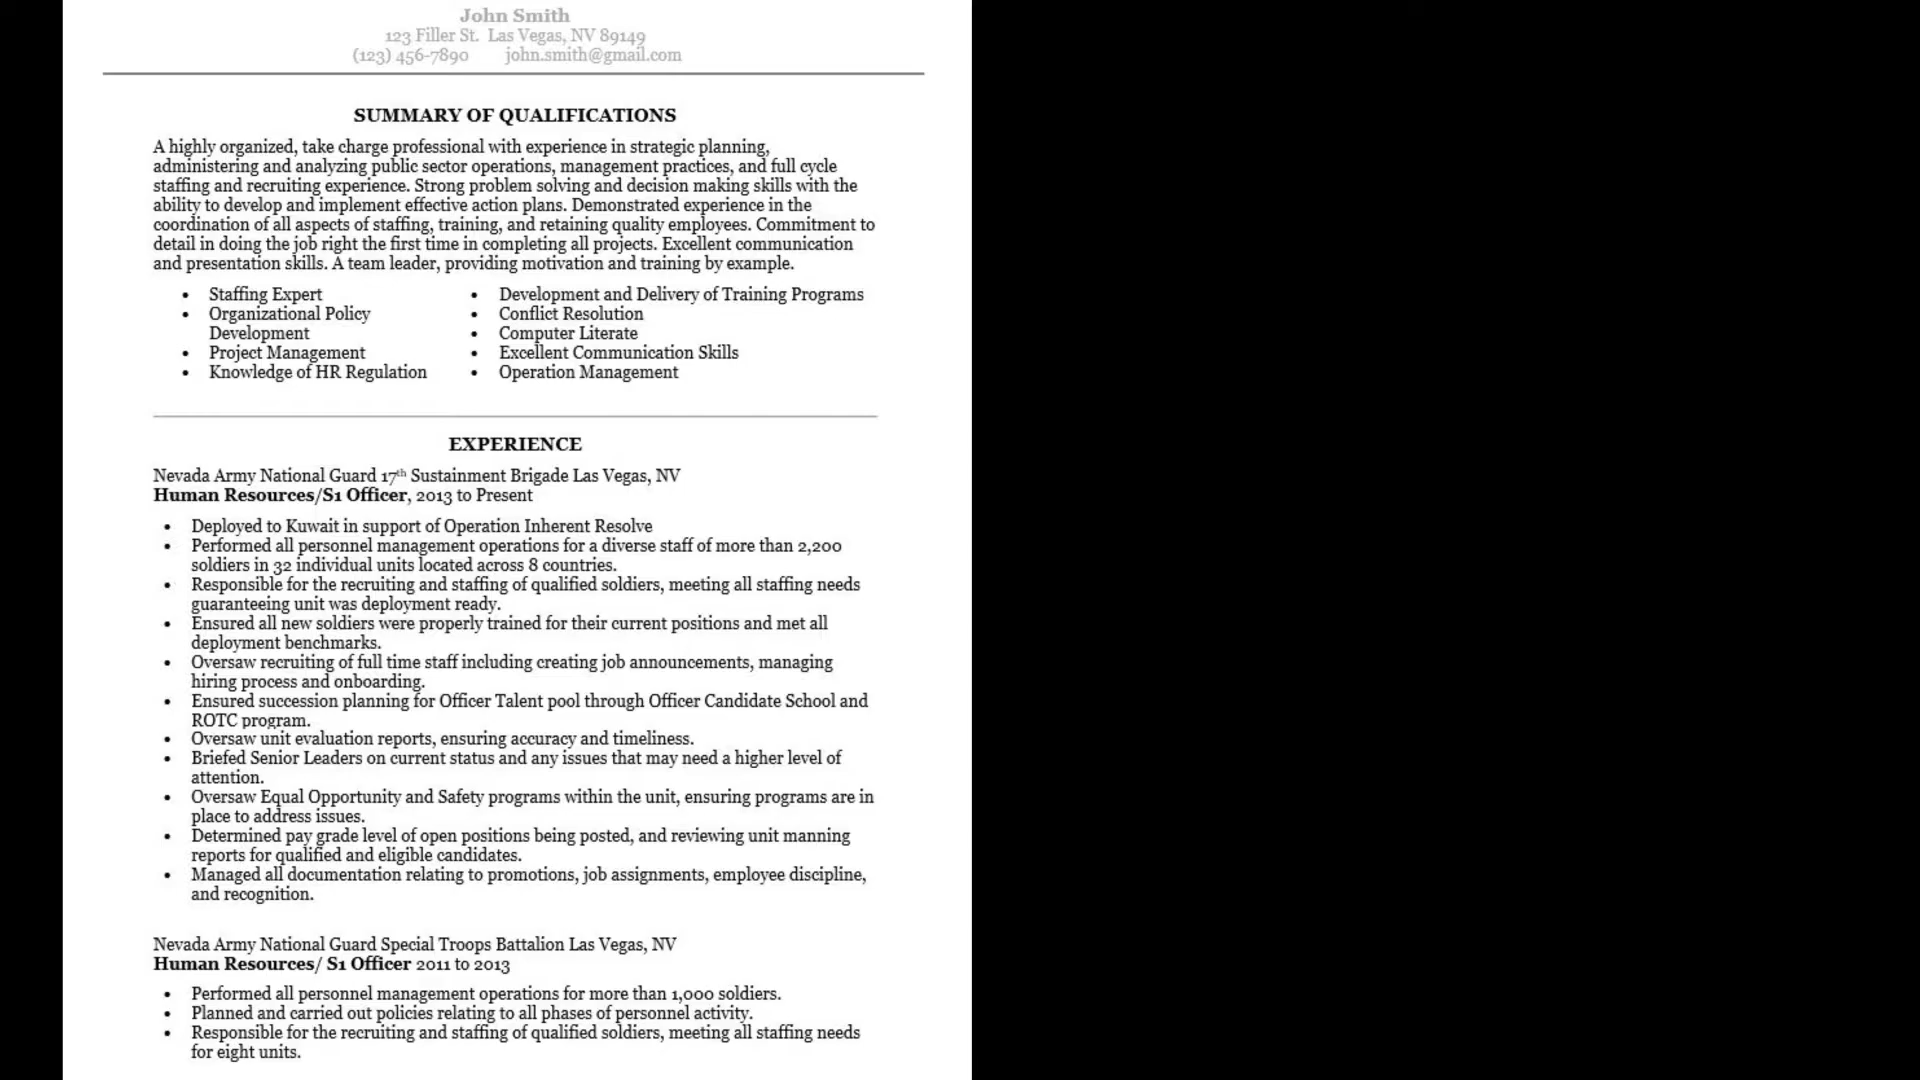 John Smith
123 Filler St. Las Vegas, NV 89149
(123) 456-7890 john.smith@gmail.com
SUMMARY OF QUALIFICATIONS
A highly organized, take charge professional with experience in strategic planning,
administering and analyzing public sector operations, management practices, and full cycle
staffing and recruiting experience. Strong problem solving and decision making skills with the
ability to develop and implement effective action plans. Demonstrated experience in the
coordination of all aspects of staffing, training, and retaining quality employees. Commitment to
detail in doing the job right the first time in completing all projects. Excellent communication
and presentation skills. A team leader, providing motivation and training by example.
• Staffing Expert
• Organizational Policy
Development
• Project Management
• Knowledge of HR Regulation
• Development and Delivery of Training Programs
• Conflict Resolution
• Computer Literate
• Excellent Communication Skills
• Operation Management
EXPERIENCE
Nevada Army National Guard 17th Sustainment Brigade Las Vegas, NV
Human Resources/S1 Officer, 2013 to Present
• Deployed to Kuwait in support of Operation Inherent Resolve
• Performed all personnel management operations for a diverse staff of more than 2,200
soldiers in 32 individual units located across 8 countries.
• Responsible for the recruiting and staffing of qualified soldiers, meeting all staffing needs
guaranteeing unit was deployment ready.
• Ensured all new soldiers were properly trained for their current positions and met all
deployment benchmarks.
• Oversaw recruiting of full time staff including creating job announcements, managing
hiring process and onboarding.
• Ensured succession planning for Officer Talent pool through Officer Candidate School and
ROTC program.
• Oversaw unit evaluation reports, ensuring accuracy and timeliness.
• Briefed Senior Leaders on current status and any issues that may need a higher level of
attention.
• Oversaw Equal Opportunity and Safety programs within the unit, ensuring programs are in
place to address issues.
• Determined pay grade level of open positions being posted, and reviewing unit manning
reports for qualified and eligible candidates.
• Managed all documentation relating to promotions, job assignments, employee discipline,
and recognition.
Nevada Army National Guard Special Troops Battalion Las Vegas, NV
Human Resources/ S1 Officer 2011 to 2013
• Performed all personnel management operations for more than 1,000 soldiers.
• Planned and carried out policies relating to all phases of personnel activity.
• Responsible for the recruiting and staffing of qualified soldiers, meeting all staffing needs
for eight units.